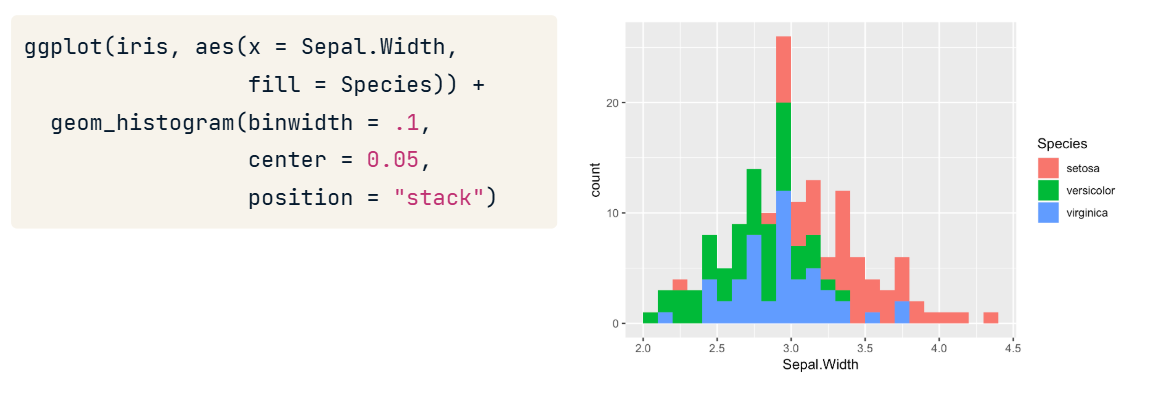 ggplot(iris, aes(x = Sepal.Width,
fill = Species)) +
geom_histogram(binwidth = .1,
center = 0.05,
position = "stack")
20
10
0
count
2.0 2.5 3.0 3.5 4.0 4.5
Sepal.Width
Species
setosa
versicolor
virginica